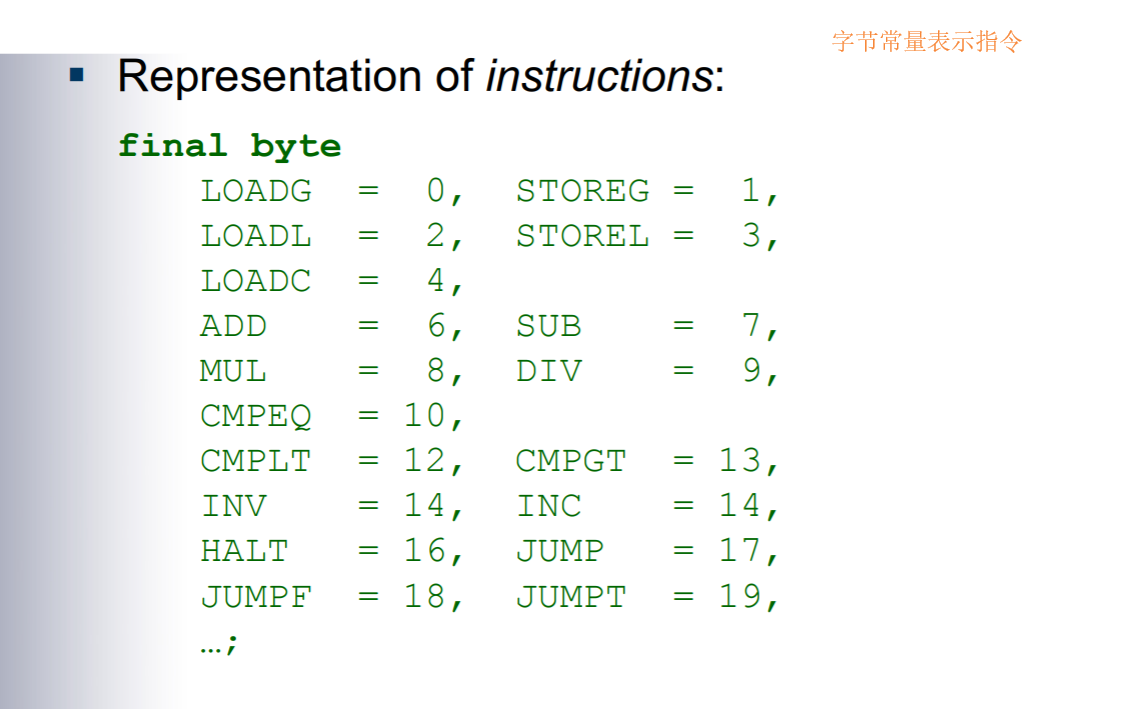 字节常量表示指令
Representation of instructions:
final byte
LOADG = 0, STOREG = 1,
LOADL = 2, STOREL = 3,
LOADC = 4,
ADD = 6, SUB = 7,
MUL = 8, DIV = 9,
CMPEQ = 10,
CMPLT = 12, CMPGT = 13,
INV = 14, INC = 14,
HALT = 16, JUMP = 17,
JUMPF = 18, JUMPT = 19,
…;